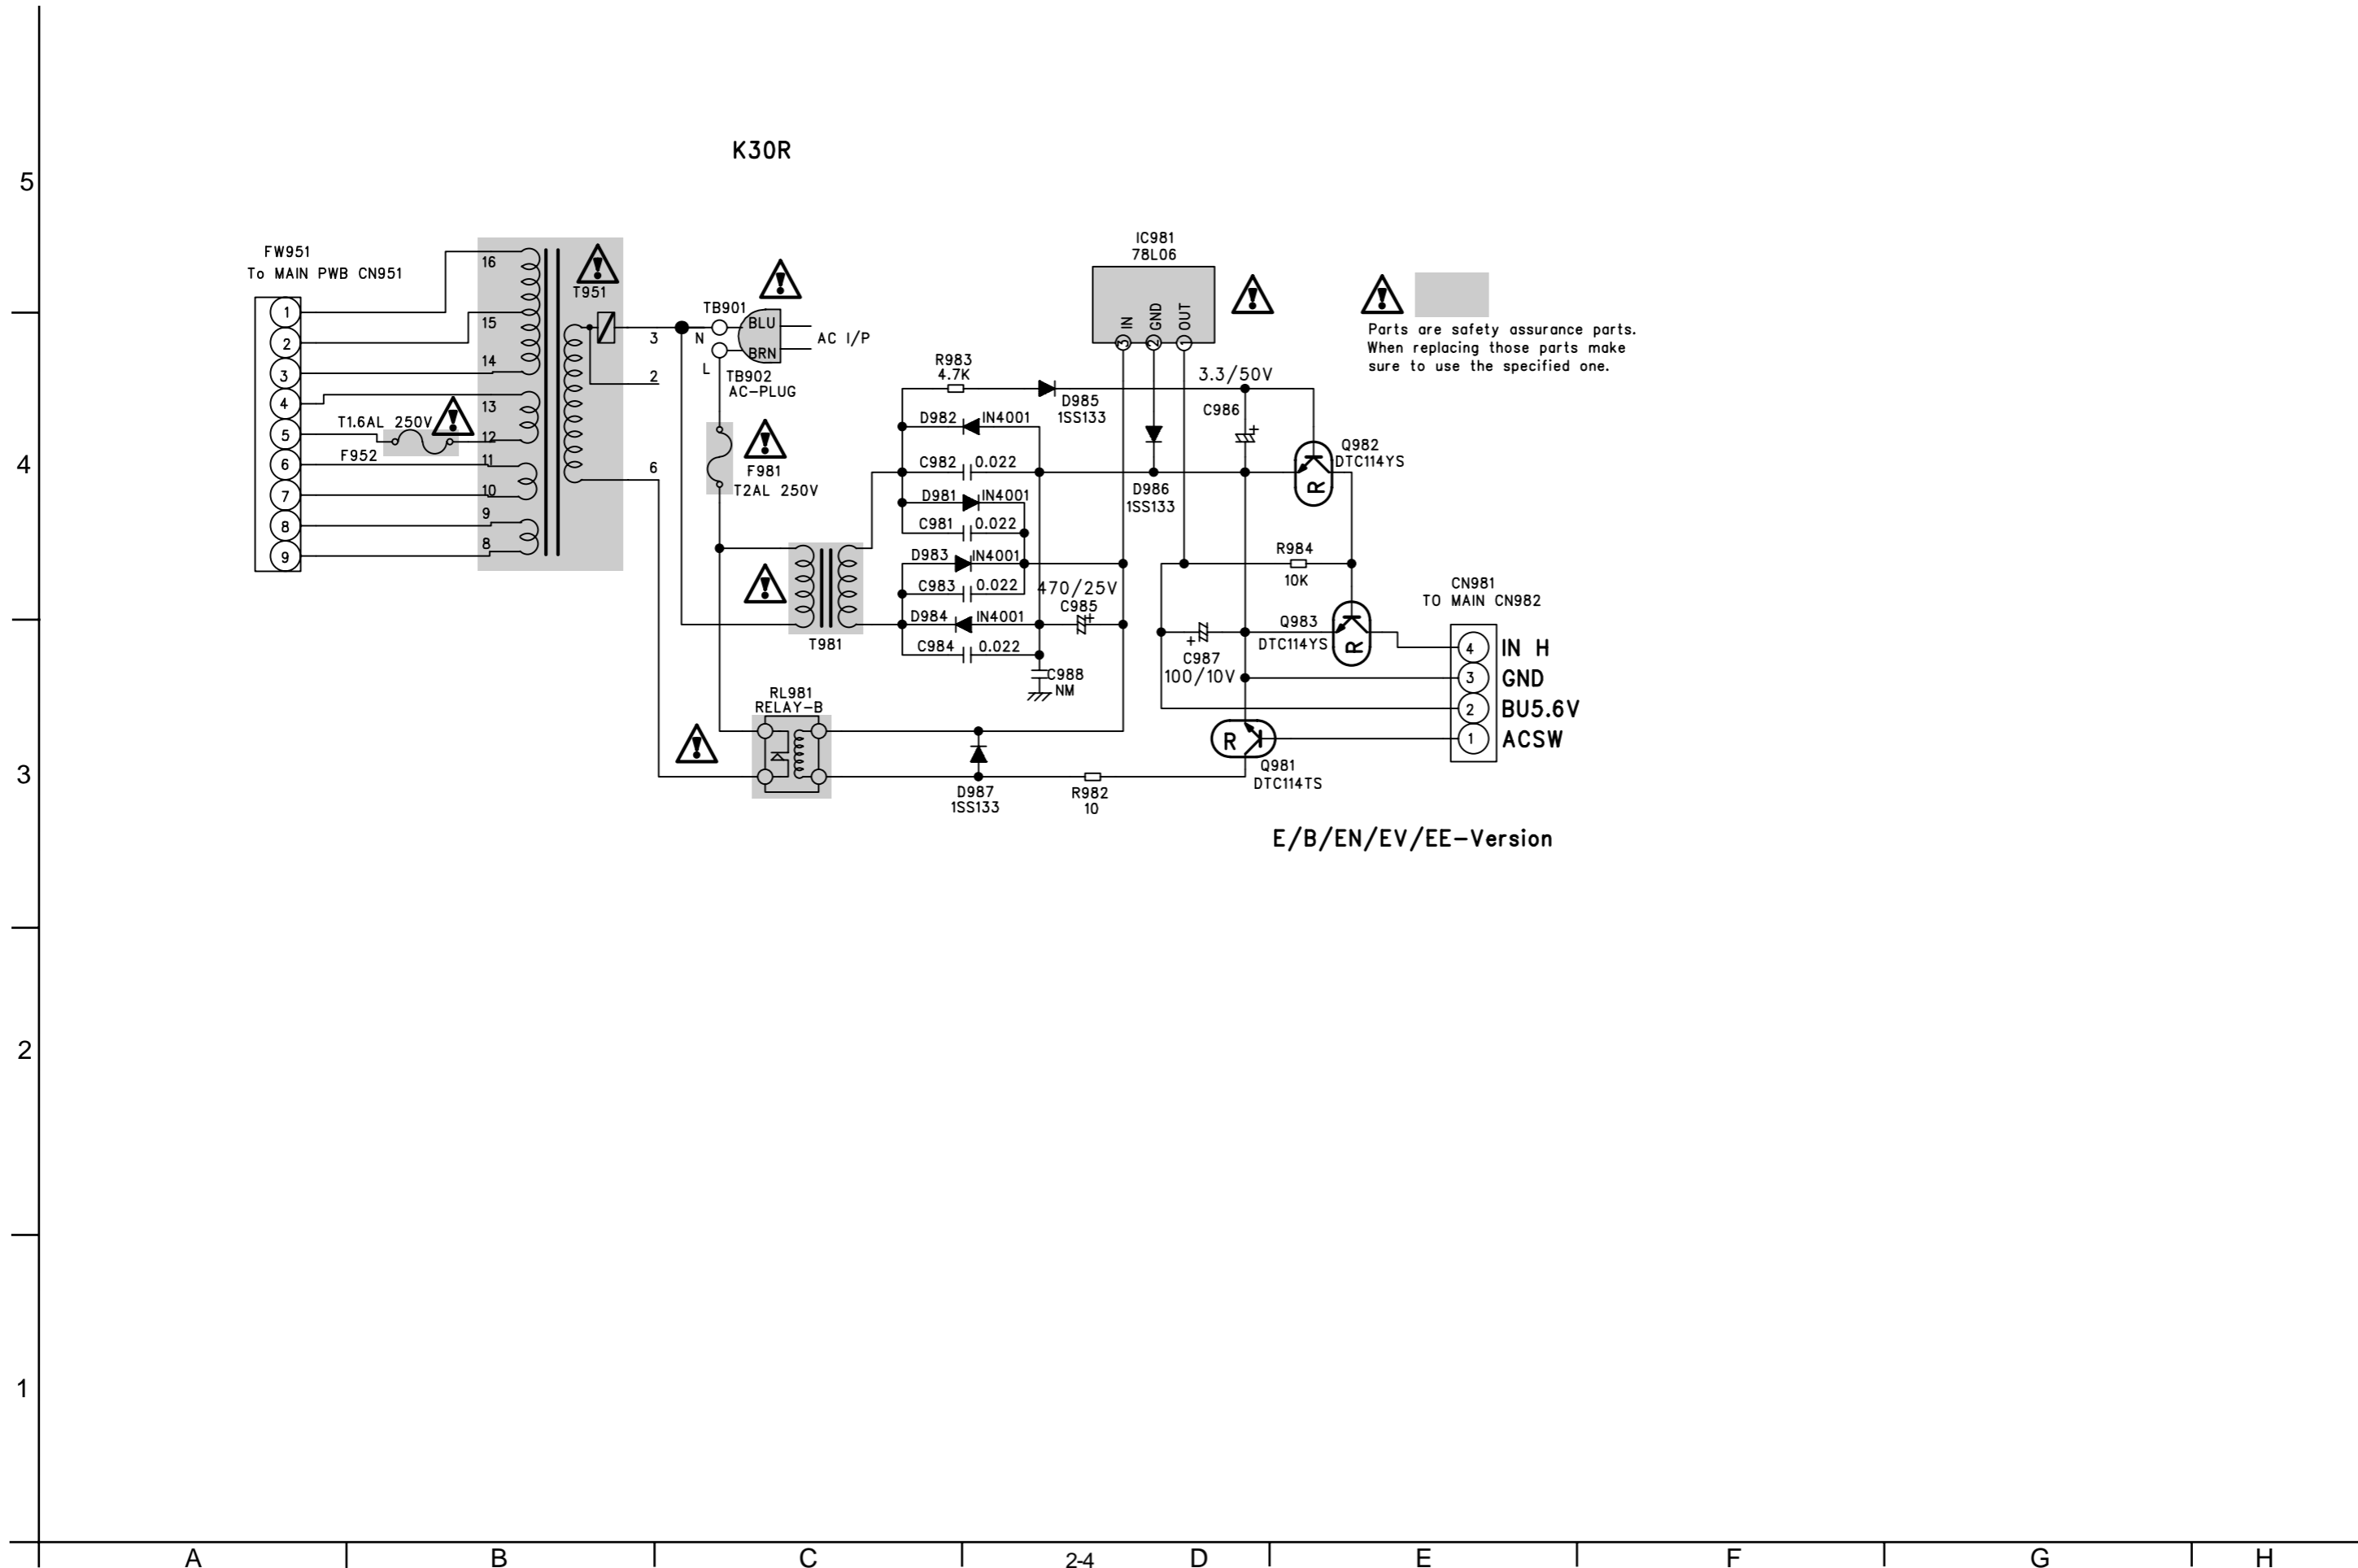 K30R
5
FW951
To MAIN PWB CN951
1
2
3
4
5
6
7
8
9
T1.6AL 250V
F952
16
15
14
13
12
11
10
9
8
T951
3
2
6
TB901
N
BLU
BRN
L
TB902
AC-PLUG
AC I/P
F981
T2AL 250V
T981
RL981
RELAY-B
IC981
78L06
IN
GND
OUT
3
2
1
Parts are safety assurance parts.
When replacing those parts make
sure to use the specified one.
R983
4.7K
D985
1SS133
3.3/50V
C986
D982
IN4001
C982
0.022
D981
IN4001
C981
0.022
D983
IN4001
C983
0.022
D984
IN4001
C984
0.022
470/25V
C985
C988
NM
D986
1SS133
Q982
DTC114YS
R
R984
10K
Q983
DTC114YS
R
C987
100/10V
CN981
TO MAIN CN982
4
IN H
3
GND
2
BU5.6V
1
ACSW
R
Q981
DTC114TS
D987
1SS133
R982
10
E/B/EN/EV/EE-Version
4
3
2
1
A
B
C
2-4
D
E
F
G
H